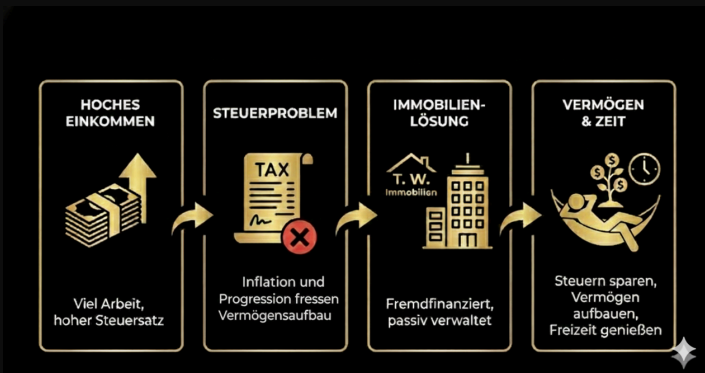 HOCHES
EINKOMMEN
Viel Arbeit,
hoher Steuersatz
STEUERPROBLEM
TAX
Inflation und
Progression fressen
Vermögensaufbau
IMMOBILIEN-
LÖSUNG
T. W.
Immobilien
Fremdfinanziert,
passiv verwaltet
VERMÖGEN
& ZEIT
$
$
$
Steuern sparen,
Vermögen
aufbauen,
Freizeit genießen